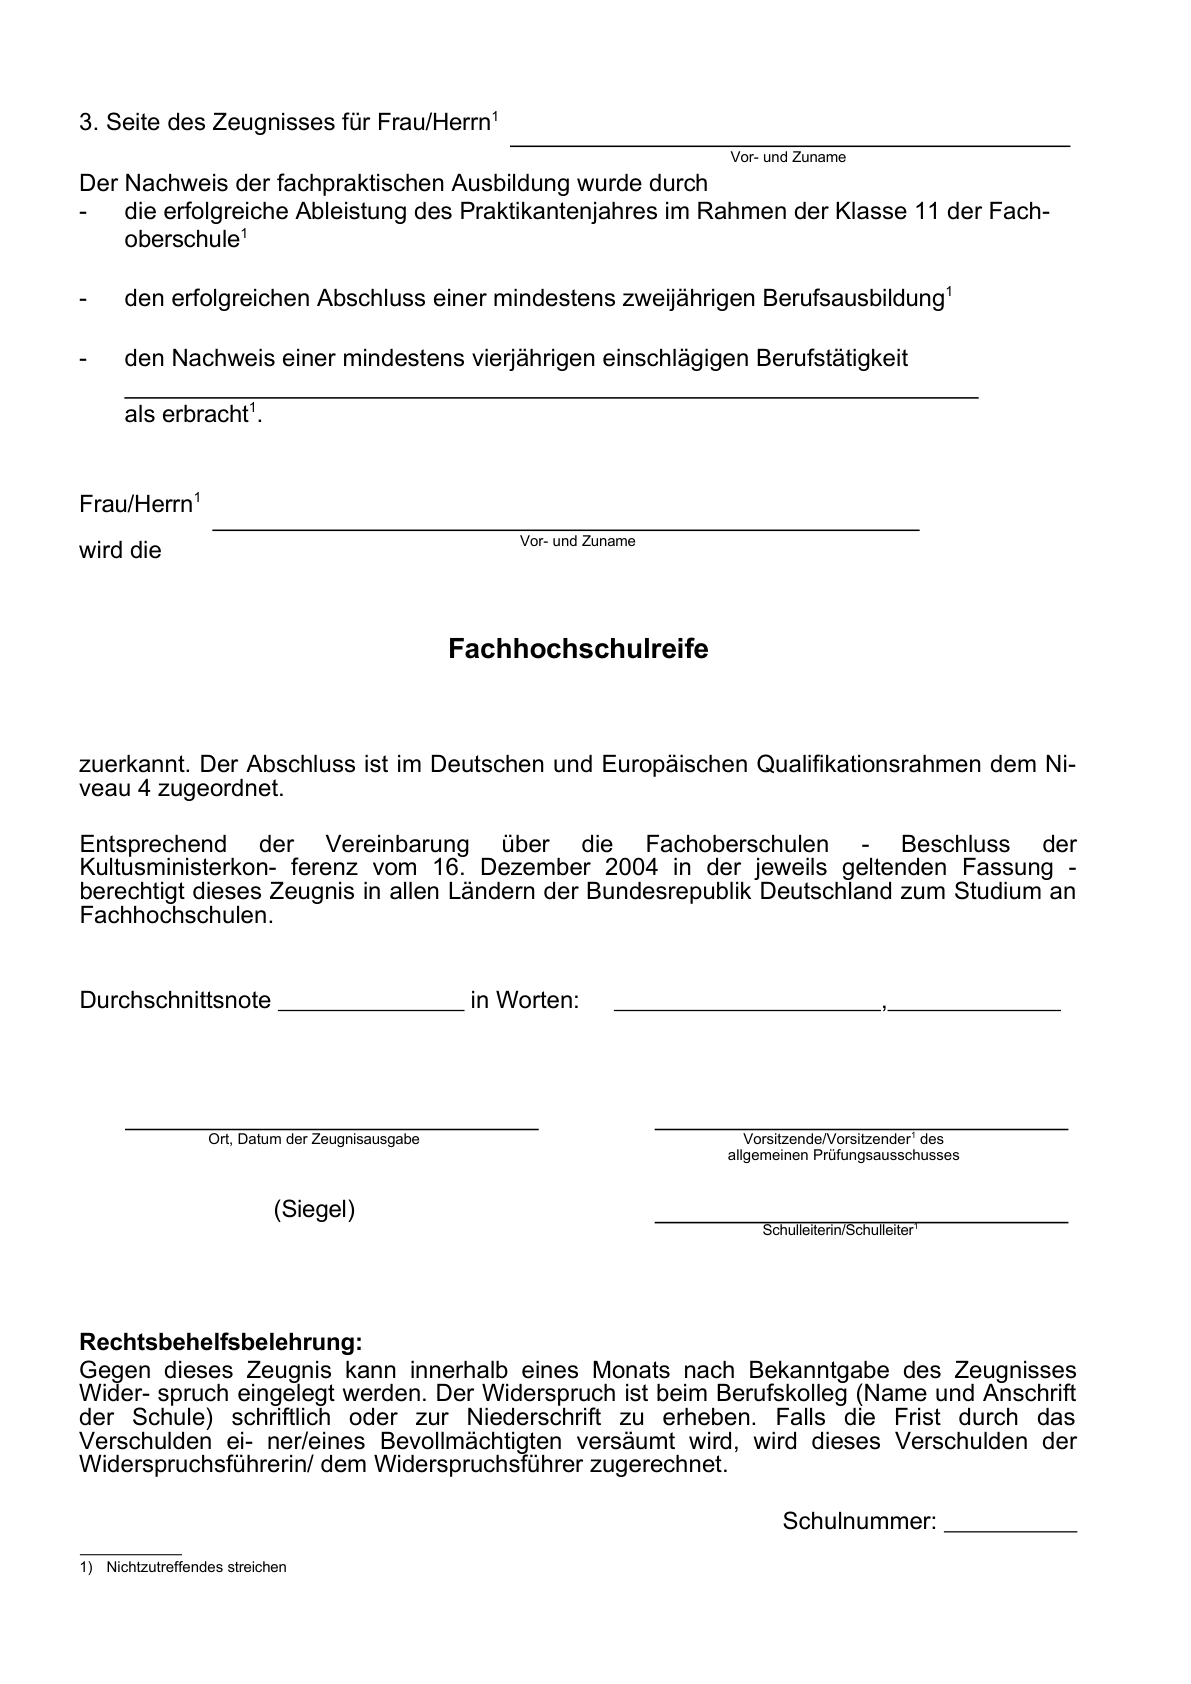 3. Seite des Zeugnisses für Frau/Herrn¹ ____________________
Vor- und Zuname
Der Nachweis der fachpraktischen Ausbildung wurde durch
- die erfolgreiche Ableistung des Praktikantenjahres im Rahmen der Klasse 11 der Fach-
oberschule¹
- den erfolgreichen Abschluss einer mindestens zweijährigen Berufsausbildung¹
- den Nachweis einer mindestens vierjährigen einschlägigen Berufstätigkeit
als erbracht¹.
Frau/Herrn¹ ____________________
Vor- und Zuname
wird die
Fachhochschulreife
zuerkannt. Der Abschluss ist im Deutschen und Europäischen Qualifikationsrahmen dem Ni-
veau 4 zugeordnet.
Entsprechend der Vereinbarung über die Fachoberschulen - Beschluss der
Kultusministerkon- ferenz vom 16. Dezember 2004 in der jeweils geltenden Fassung -
berechtigt dieses Zeugnis in allen Ländern der Bundesrepublik Deutschland zum Studium an
Fachhochschulen.
Durchschnittsnote ______________ in Worten: ____________________,_____________
Ort, Datum der Zeugnisausgabe
Vorsitzende/Vorsitzender¹ des
allgemeinen Prüfungsausschusses
(Siegel)
Schulleiterin/Schulleiter¹
Rechtsbehelfsbelehrung:
Gegen dieses Zeugnis kann innerhalb eines Monats nach Bekanntgabe des Zeugnisses
Wider- spruch eingelegt werden. Der Widerspruch ist beim Berufskolleg (Name und Anschrift
der Schule) schriftlich oder zur Niederschrift zu erheben. Falls die Frist durch das
Verschulden ei- ner/eines Bevollmächtigten versäumt wird, wird dieses Verschulden der
Widerspruchsführerin/ dem Widerspruchsführer zugerechnet.
Schulnummer: __________
1) Nichtzutreffendes streichen